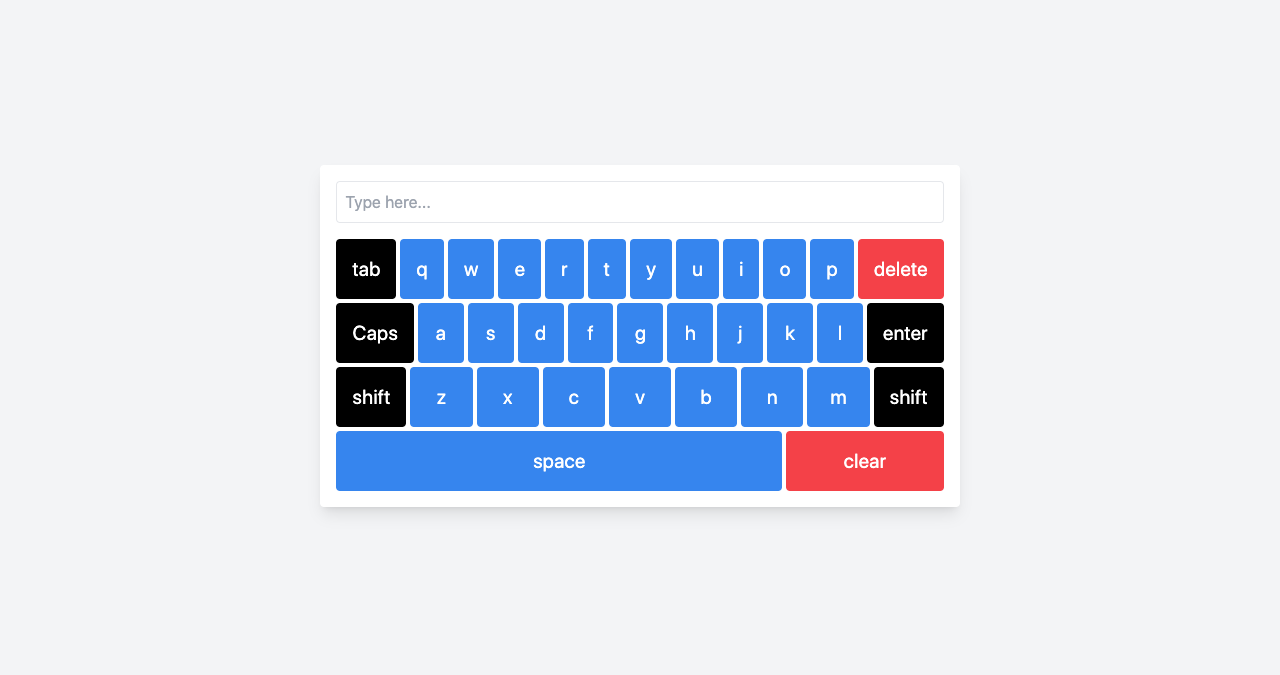 Type here...
tab q w e r t y u i o p delete
Caps a s d f g h j k l enter
shift z x c v b n m shift
space clear